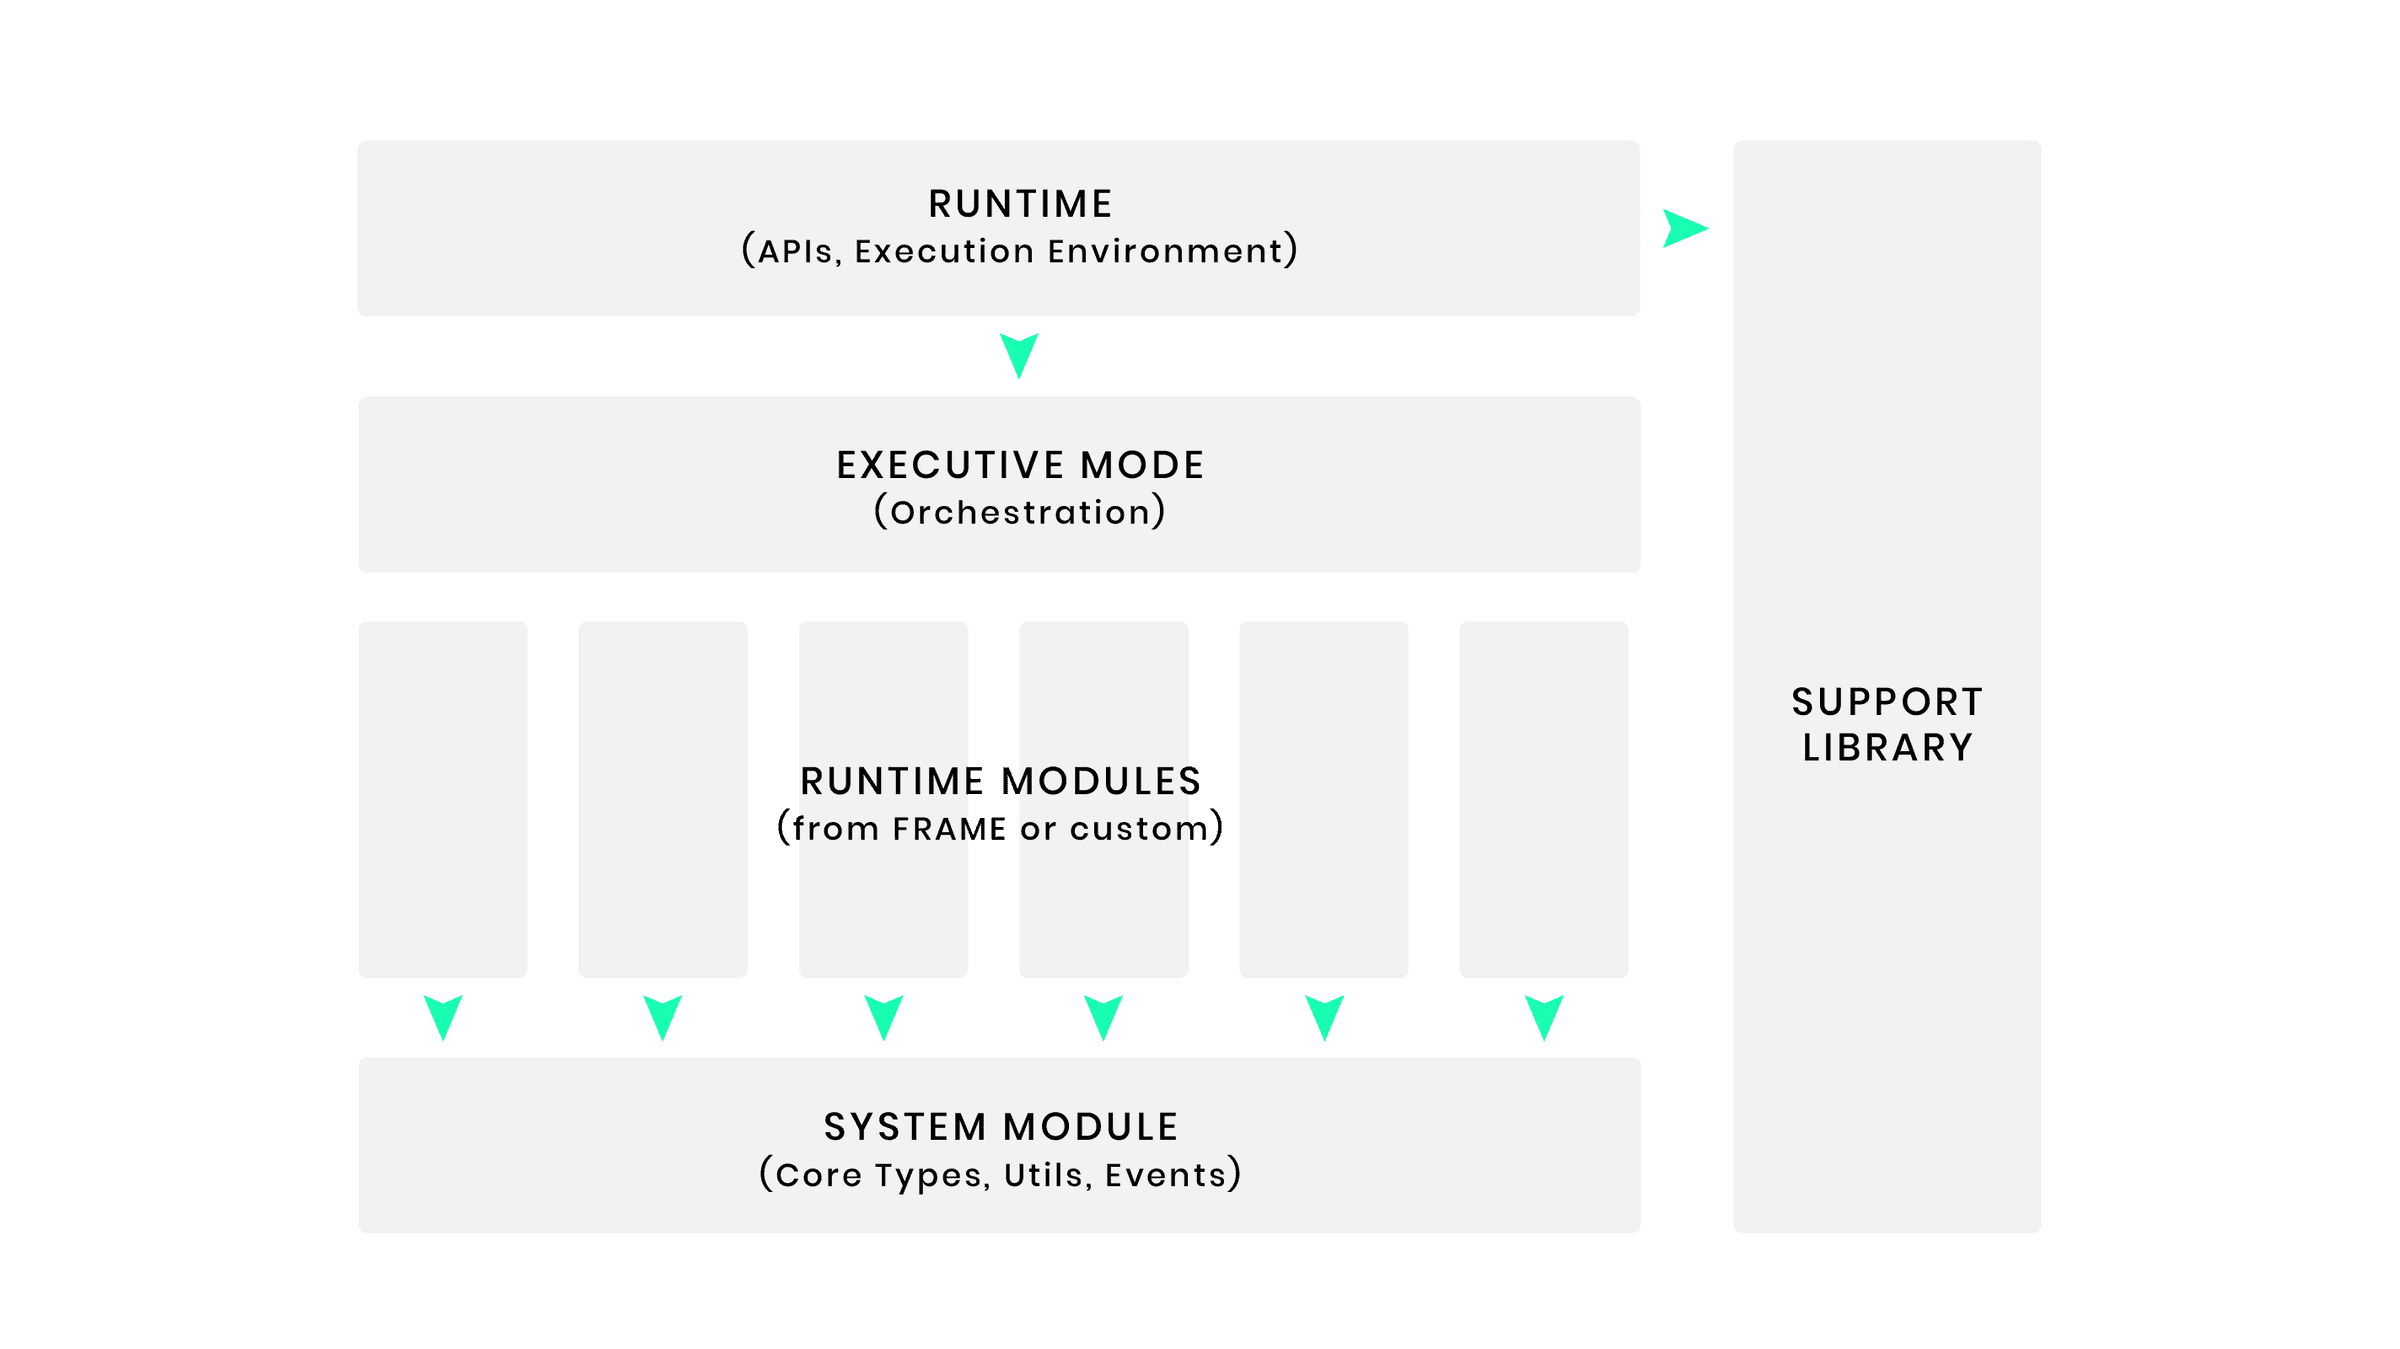 RUNTIME
(APIs, Execution Environment)
EXECUTIVE MODE
(Orchestration)
RUNTIME MODULES
(from FRAME or custom)
SYSTEM MODULE
(Core Types, Utils, Events)
SUPPORT
LIBRARY